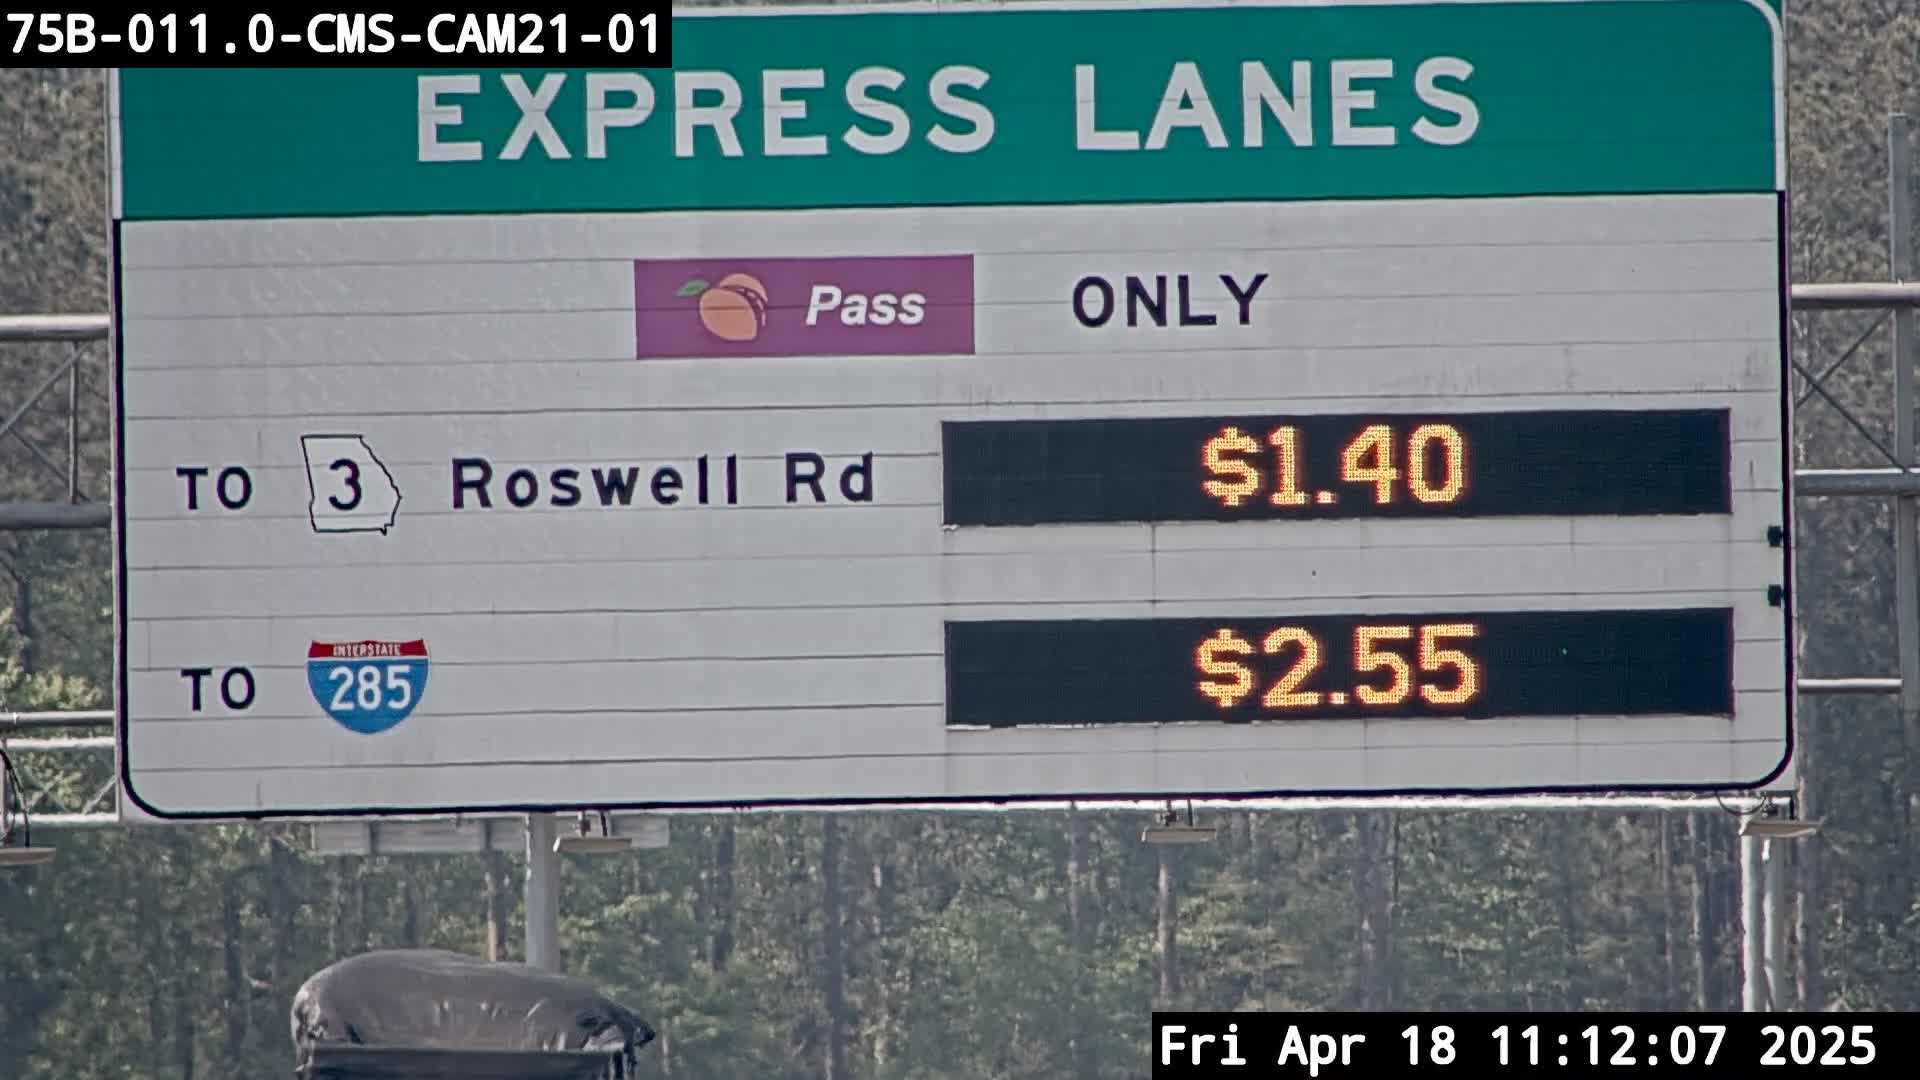 75B-011.0-CMS-CAM21-01
EXPRESS LANES
Pass ONLY
TO 3 Roswell Rd $1.40
INTERSTATE
TO 285 $2.55
Fri Apr 18 11:12:07 2025